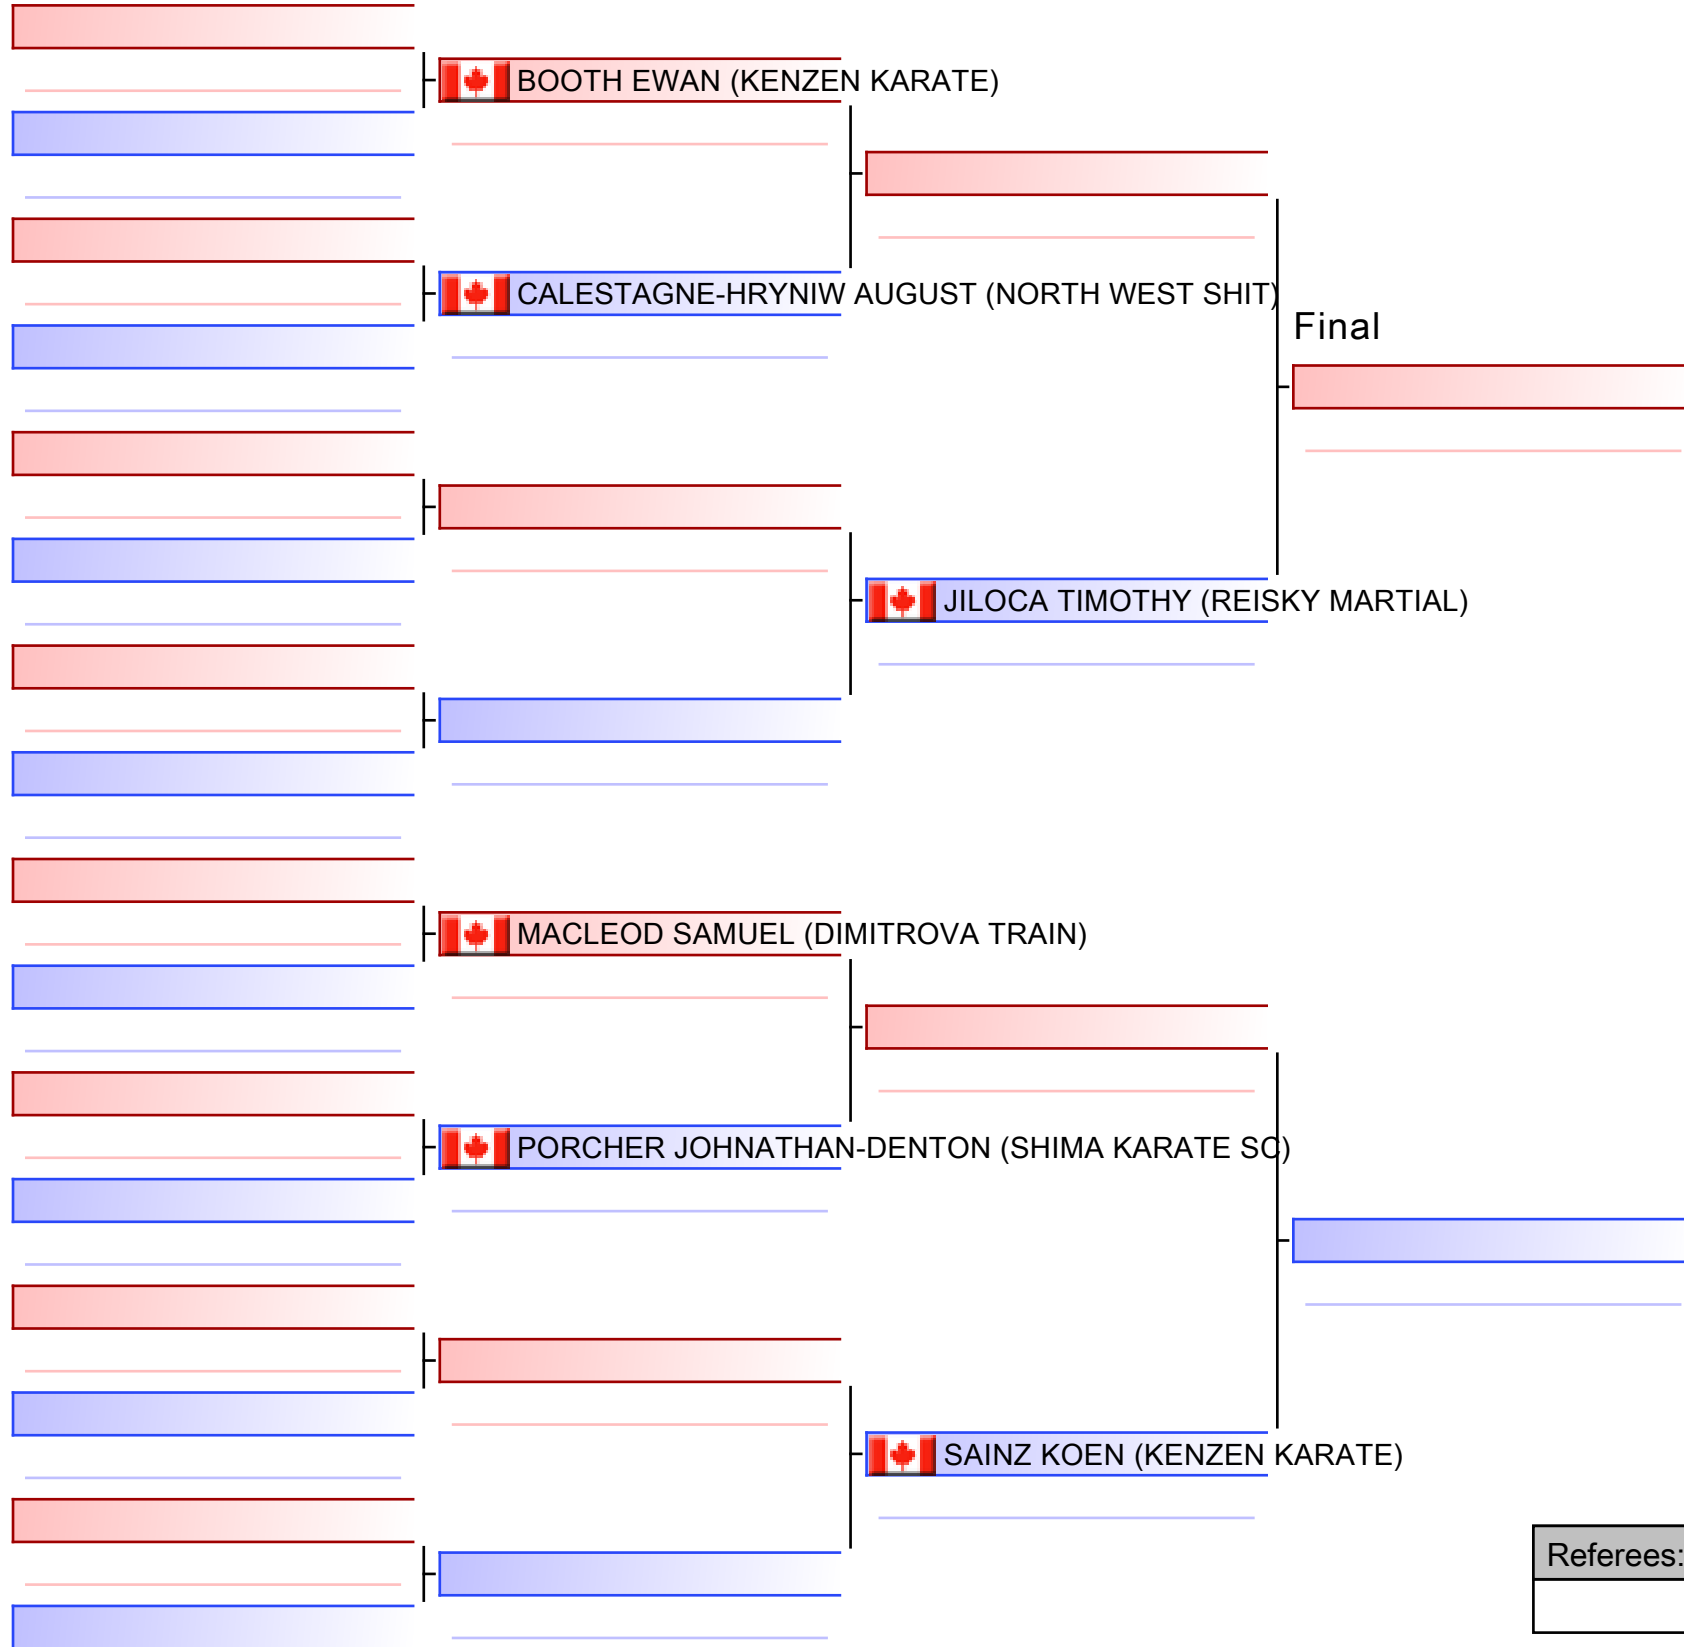 BOOTH EWAN (KENZEN KARATE)
CALESTAGNE-HRYNIW AUGUST (NORTH WEST SHIT)
Final
JILOCA TIMOTHY (REISKY MARTIAL)
MACLEOD SAMUEL (DIMITROVA TRAIN)
PORCHER JOHNATHAN-DENTON (SHIMA KARATE SC)
SAINZ KOEN (KENZEN KARATE)
Referees: